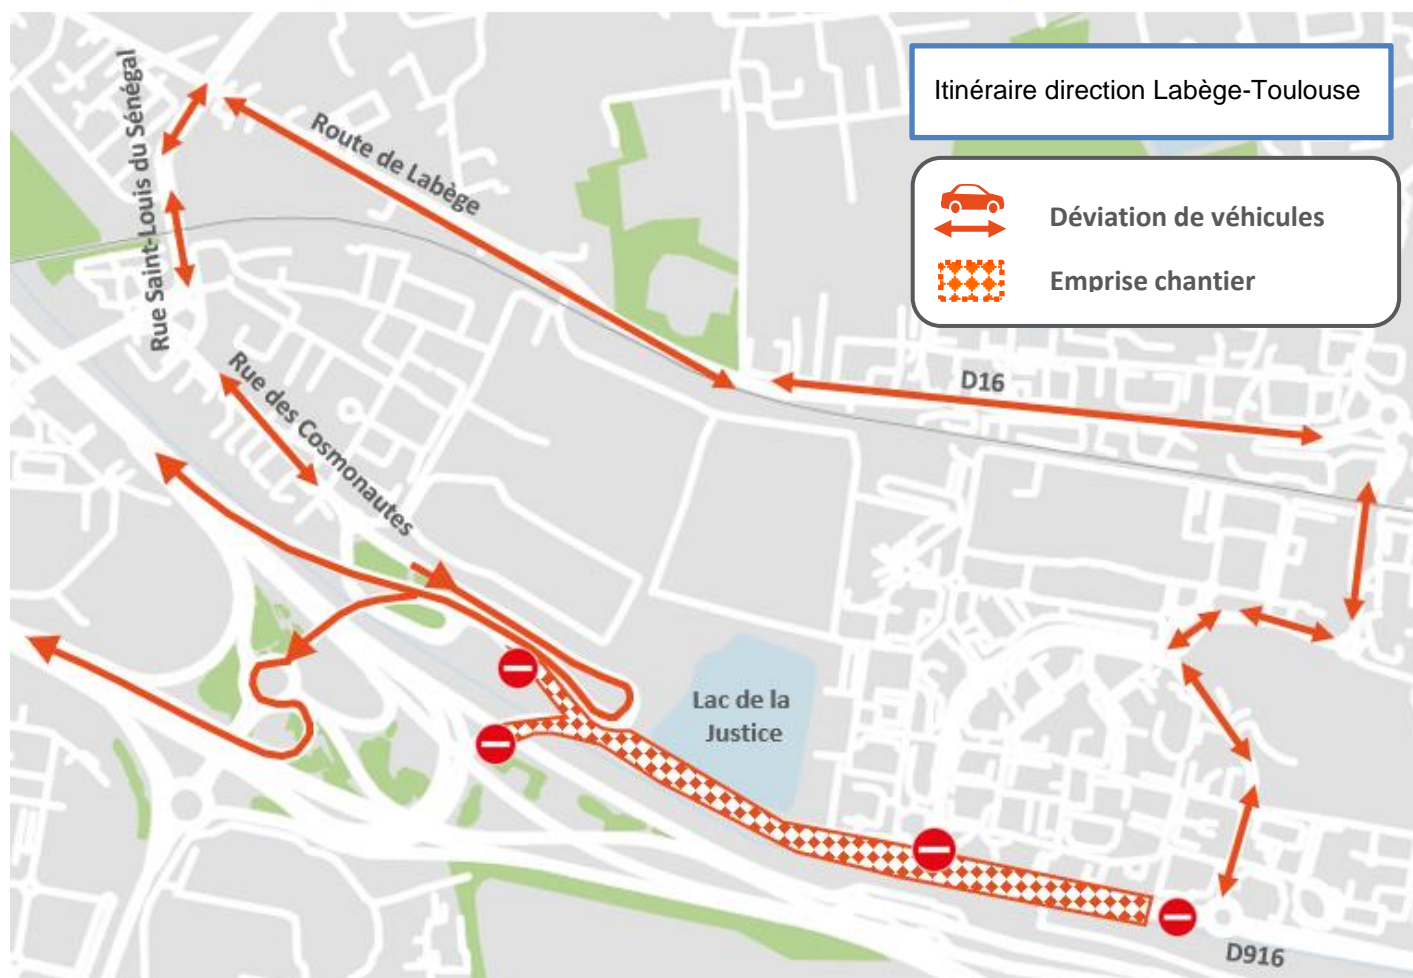 Itinéraire direction Labège-Toulouse
Déviation de véhicules
Emprise chantier
Rue Saint-Louis du Sénégal
Route de Labège
D16
Rue des Cosmonautes
Lac de la
Justice
D916